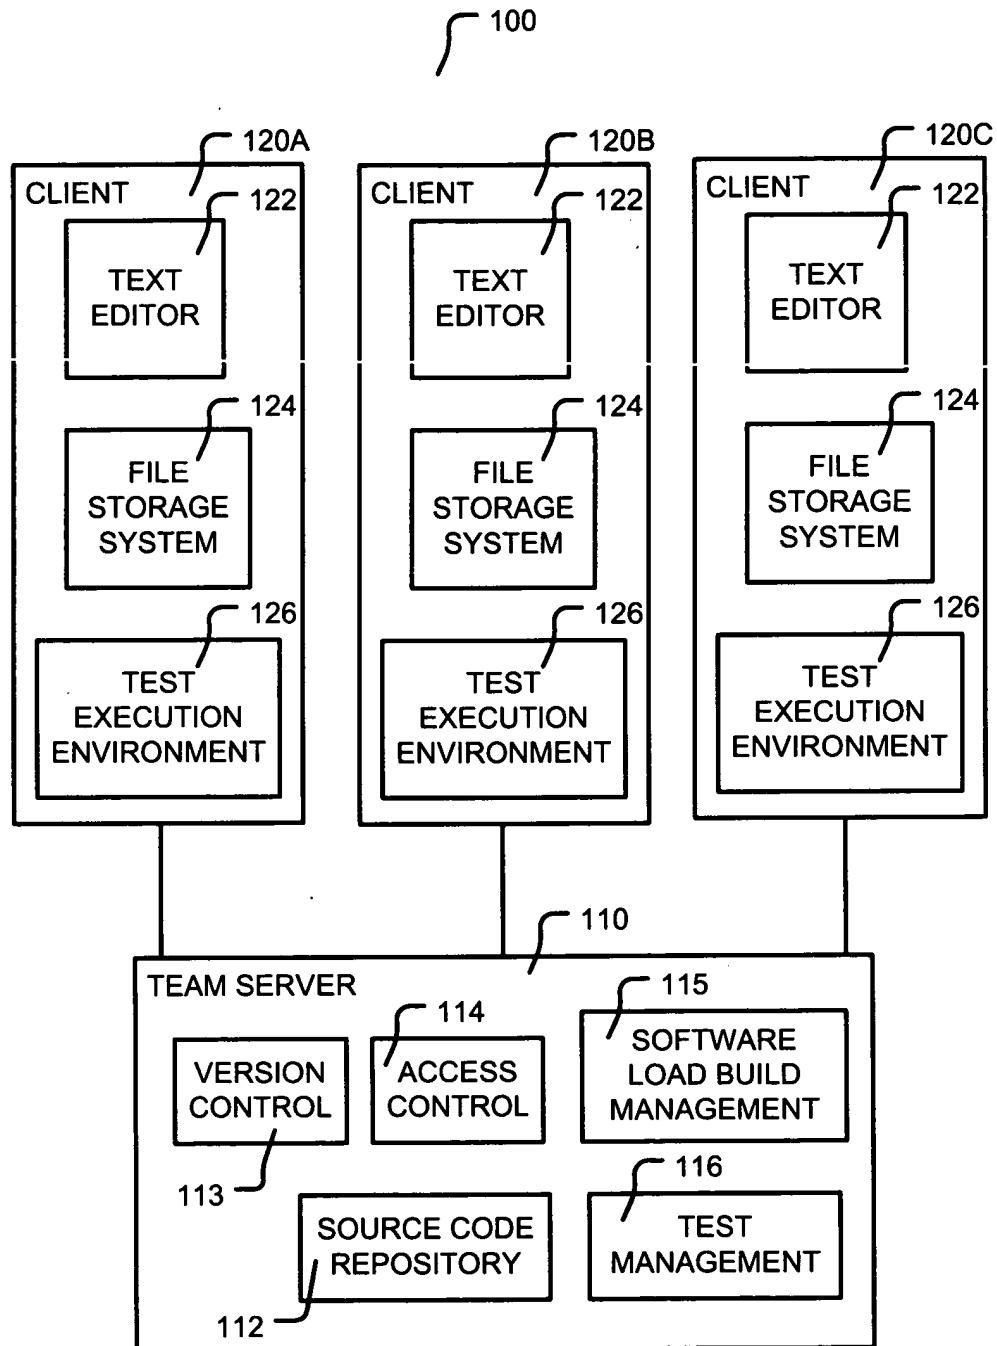 100
120A
120B
120C
CLIENT
CLIENT
CLIENT
122
122
122
TEXT
EDITOR
TEXT
EDITOR
TEXT
EDITOR
124
124
124
FILE
STORAGE
SYSTEM
FILE
STORAGE
SYSTEM
FILE
STORAGE
SYSTEM
126
126
126
TEST
EXECUTION
ENVIRONMENT
TEST
EXECUTION
ENVIRONMENT
TEST
EXECUTION
ENVIRONMENT
110
TEAM SERVER
114
115
VERSION
CONTROL
ACCESS
CONTROL
SOFTWARE
LOAD BUILD
MANAGEMENT
113
116
SOURCE CODE
REPOSITORY
TEST
MANAGEMENT
112